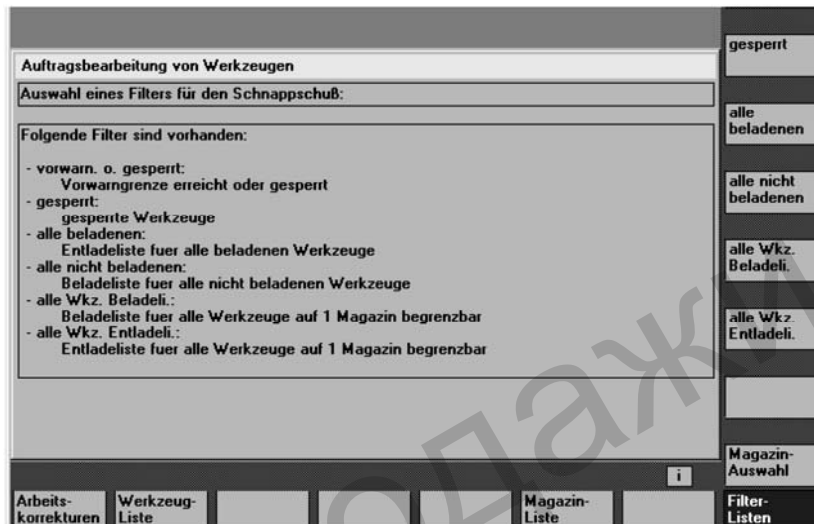 Auftragsbearbeitung von Werkzeugen
Auswahl eines Filters für den Schnappschuß:
Folgende Filter sind vorhanden:
- vorwarn. o. gesperrt:
Vorwarngrenze erreicht oder gesperrt
- gesperrt:
gesperrte Werkzeuge
- alle beladenen:
Entladeliste fuer alle beladenen Werkzeuge
- alle nicht beladenen:
Beladeliste fuer alle nicht beladenen Werkzeuge
- alle Wkz. Beladeli.:
Beladeliste fuer alle Werkzeuge auf 1 Magazin begrenzbar
- alle Wkz. Entladeli.:
Entladeliste fuer alle Werkzeuge auf 1 Magazin begrenzbar
gesperrt
alle
beladenen
alle nicht
beladenen
alle Wkz.
Beladeli.
alle Wkz.
Entladeli.
Magazin-
Auswahl
i
Arbeits-
korrekturen
Werkzeug-
Liste
Magazin-
Liste
Filter-
Listen